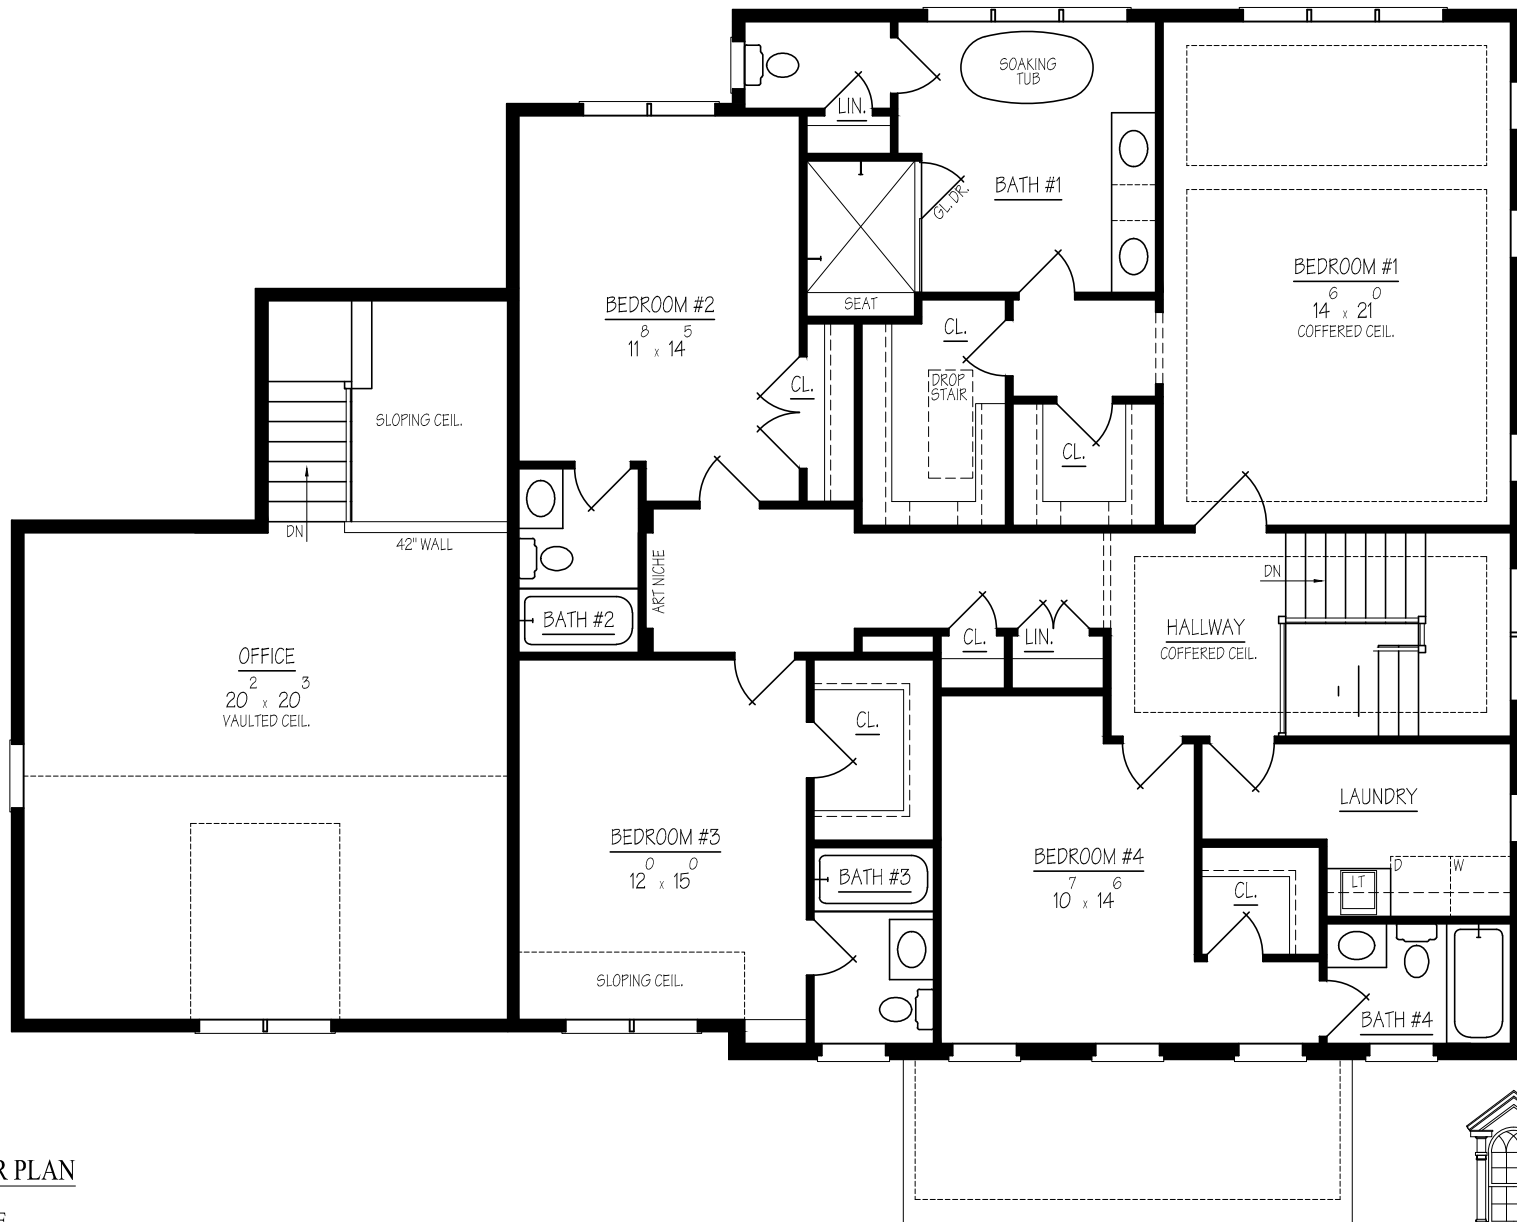 SOAKING
TUB
LIN.
BATH #1
GL. DR.
SEAT
BEDROOM #1
14 6 x 21 0
COFFERED CEIL.
BEDROOM #2
11 8 x 14 5
CL.
CL.
DROP
STAIR
CL.
SLOPING CEIL.
DN
42" WALL
ART NICHE
BATH #2
DN
CL.
LIN.
HALLWAY
COFFERED CEIL.
OFFICE
20 2 x 20 3
VAULTED CEIL.
CL.
LAUNDRY
BEDROOM #3
12 0 x 15 0
BATH #3
BEDROOM #4
10 7 x 14 6
CL.
LT
D
W
SLOPING CEIL.
BATH #4
R PLAN